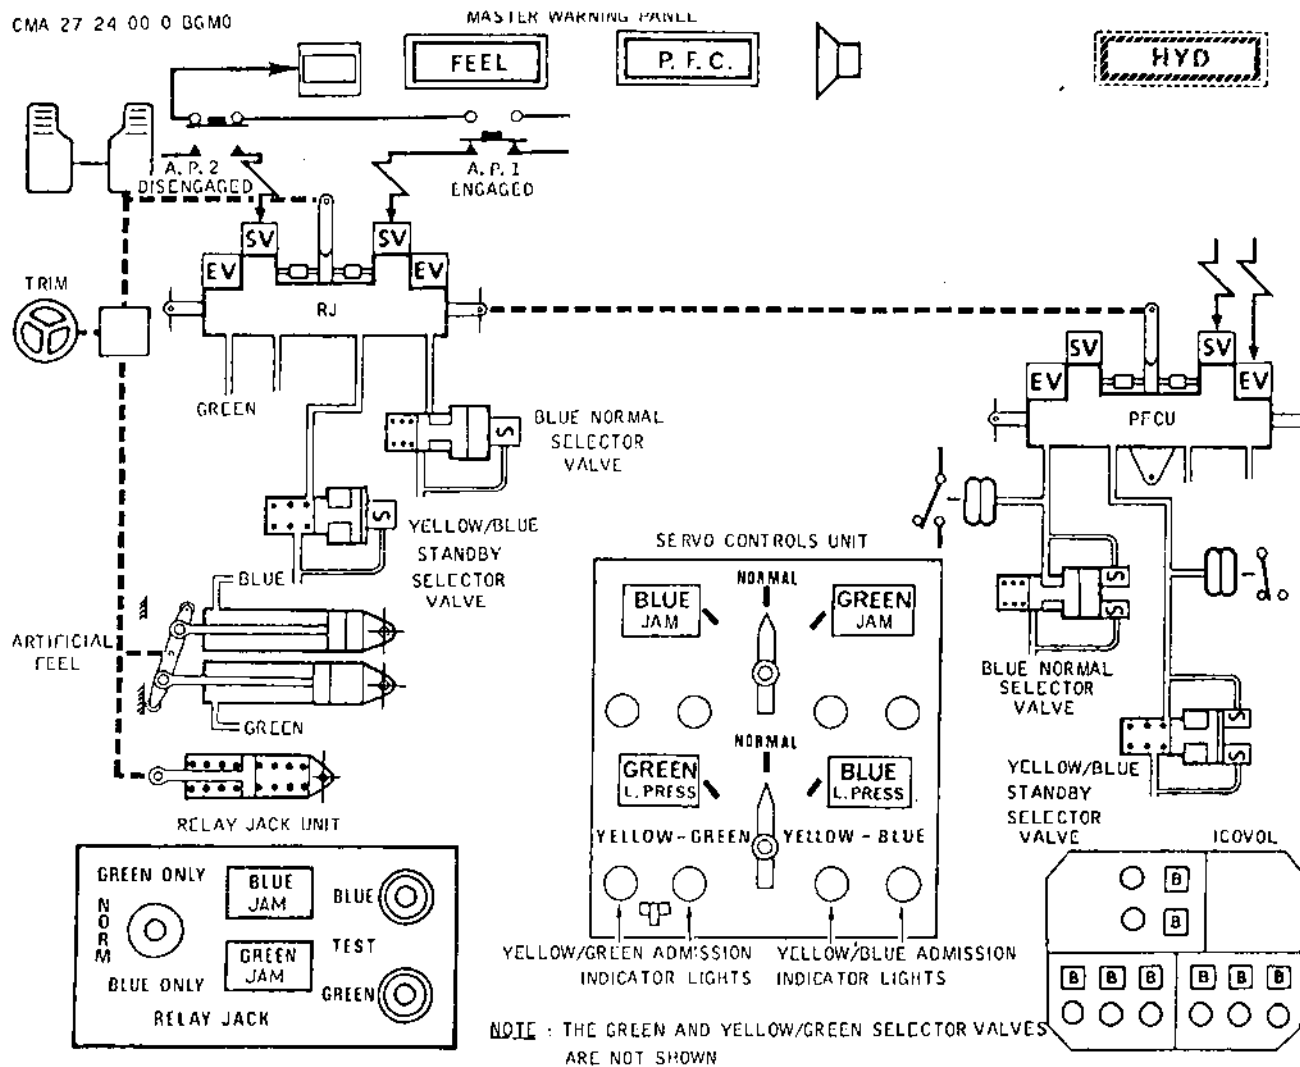 CMA 27 24 00 0 BGM0
MASTER WARNING PANEL
FEEL
P. F. C.
HYD
A. P. 2
DISENGAGED
A. P. 1
ENGAGED
SV
SV
EV
EV
RJ
TRIM
GREEN
BLUE NORMAL
SELECTOR
VALVE
S
SV
SV
EV
EV
PFCU
S
YELLOW/BLUE
STANDBY
SELECTOR
VALVE
BLUE
ARTIFICIAL
FEEL
GREEN
SERVO CONTROLS UNIT
NORMAL
BLUE
JAM
GREEN
JAM
NORMAL
GREEN
L. PRESS
BLUE
L. PRESS
YELLOW-GREEN
YELLOW - BLUE
YELLOW/GREEN ADMISSION
INDICATOR LIGHTS
YELLOW/BLUE ADMISSION
INDICATOR LIGHTS
S
S
BLUE NORMAL
SELECTOR
VALVE
S
S
YELLOW/BLUE
STANDBY
SELECTOR
VALVE
ICOVOL
B
B
B B B
B B B
RELAY JACK UNIT
GREEN ONLY
NORM
BLUE ONLY
BLUE
JAM
GREEN
JAM
BLUE
TEST
GREEN
RELAY JACK
NOTE : THE GREEN AND YELLOW/GREEN SELECTOR VALVES
ARE NOT SHOWN